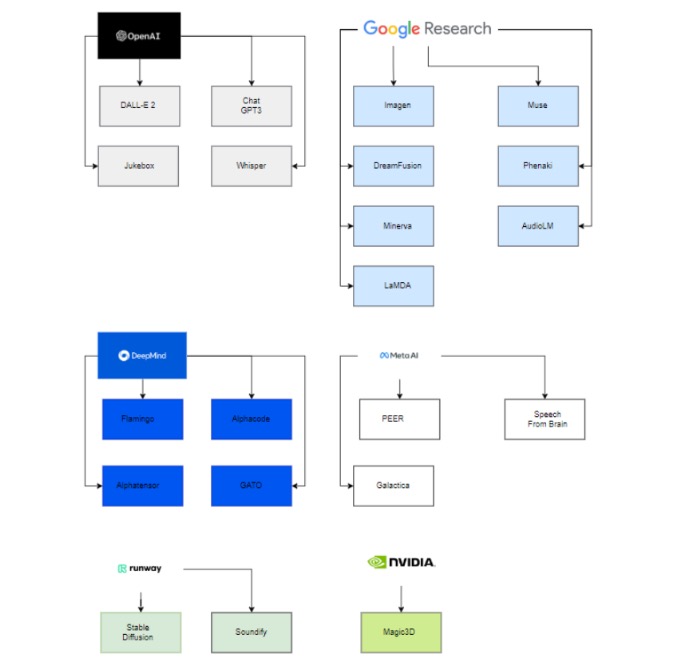 OpenAI
DALL-E 2
Chat
GPT3
Jukebox
Whisper
Google Research
Imagen
Muse
DreamFusion
Phenaki
Minerva
AudioLM
LaMDA
DeepMind
Flamingo
Alphacode
Alphatensor
GATO
Meta AI
PEER
Speech
From Brain
Galactica
runway
Stable
Diffusion
Soundify
NVIDIA.
Magic3D